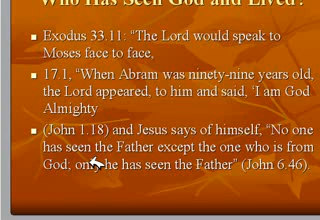 Who Has Seen God and Lived?
Exodus 33.11: “The Lord would speak to
Moses face to face,
17.1, “When Abram was ninety-nine years old,
the Lord appeared, to him and said, ‘I am God
Almighty
(John 1.18) and Jesus says of himself, “No one
has seen the Father except the one who is from
God; only he has seen the Father” (John 6.46).